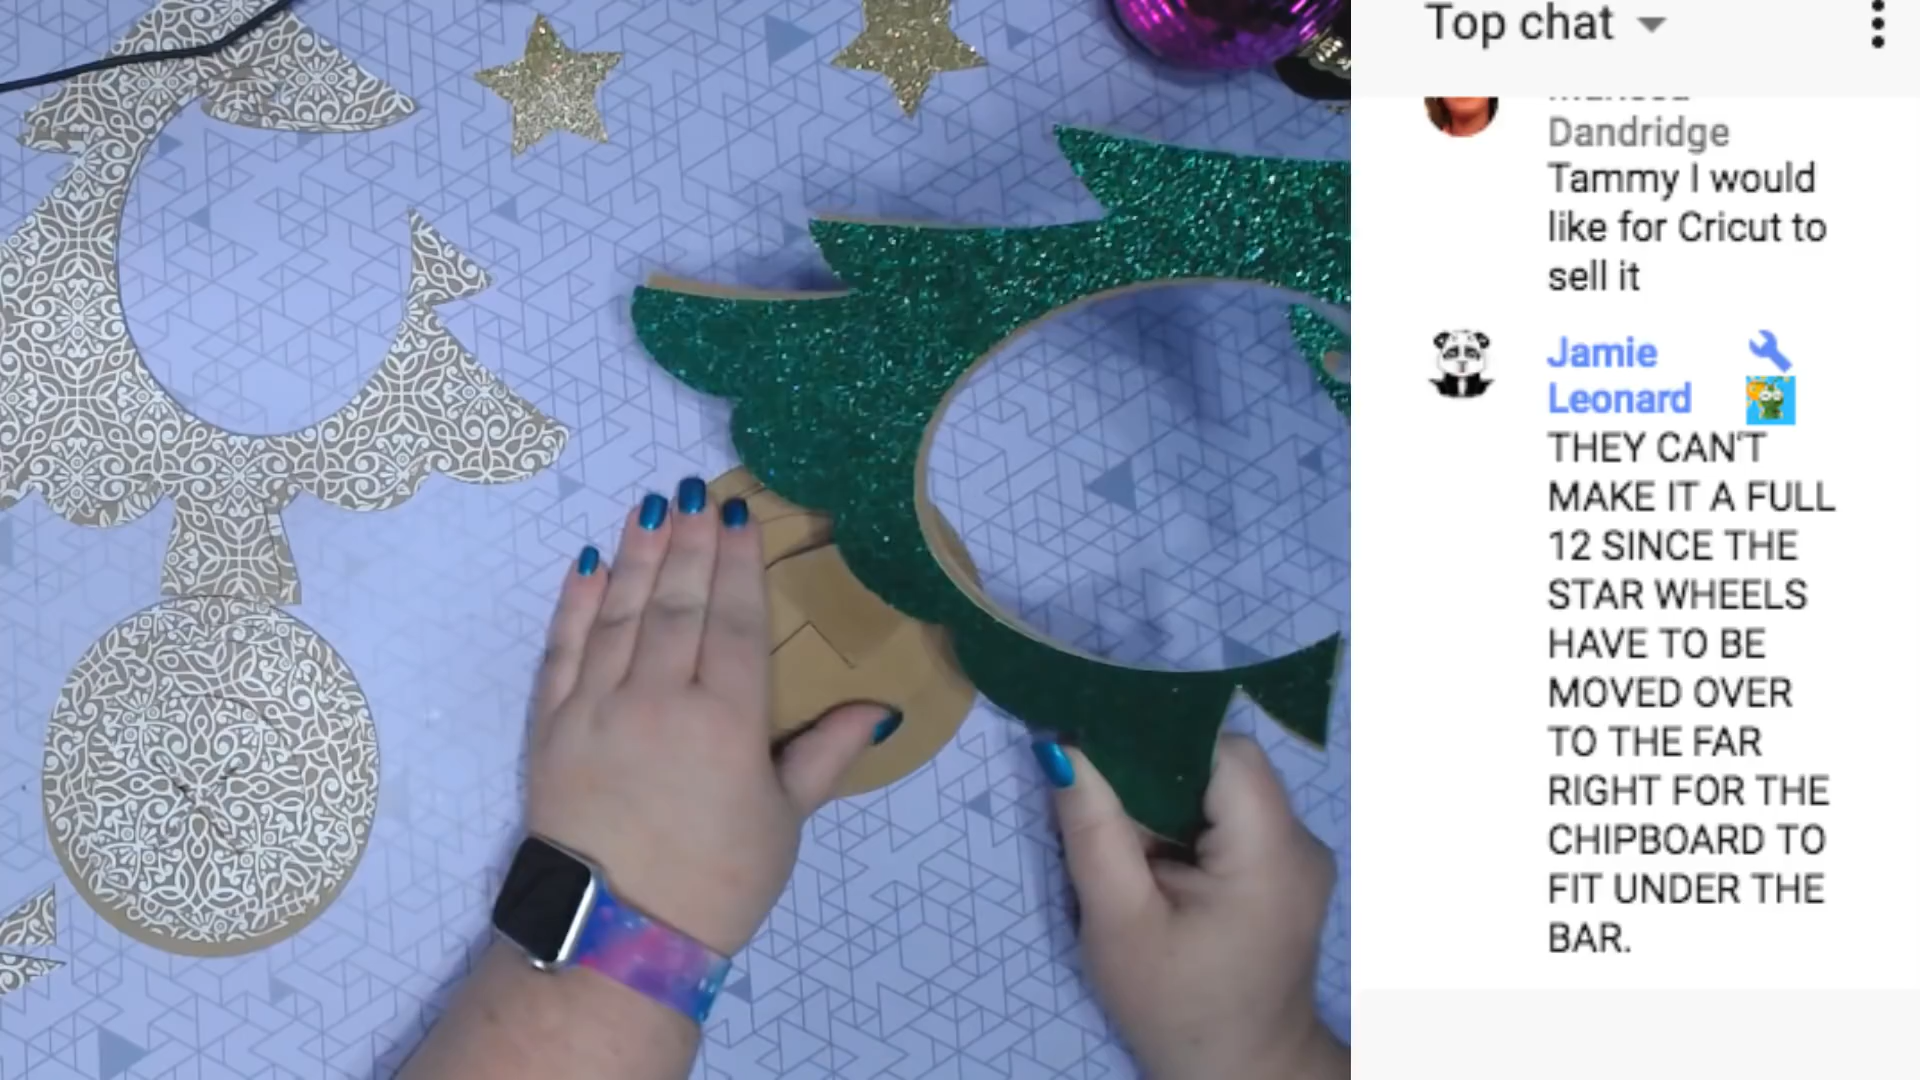 Top chat
Dandridge
Tammy I would
like for Cricut to
sell it
Jamie
Leonard
THEY CAN'T
MAKE IT A FULL
12 SINCE THE
STAR WHEELS
HAVE TO BE
MOVED OVER
TO THE FAR
RIGHT FOR THE
CHIPBOARD TO
FIT UNDER THE
BAR.